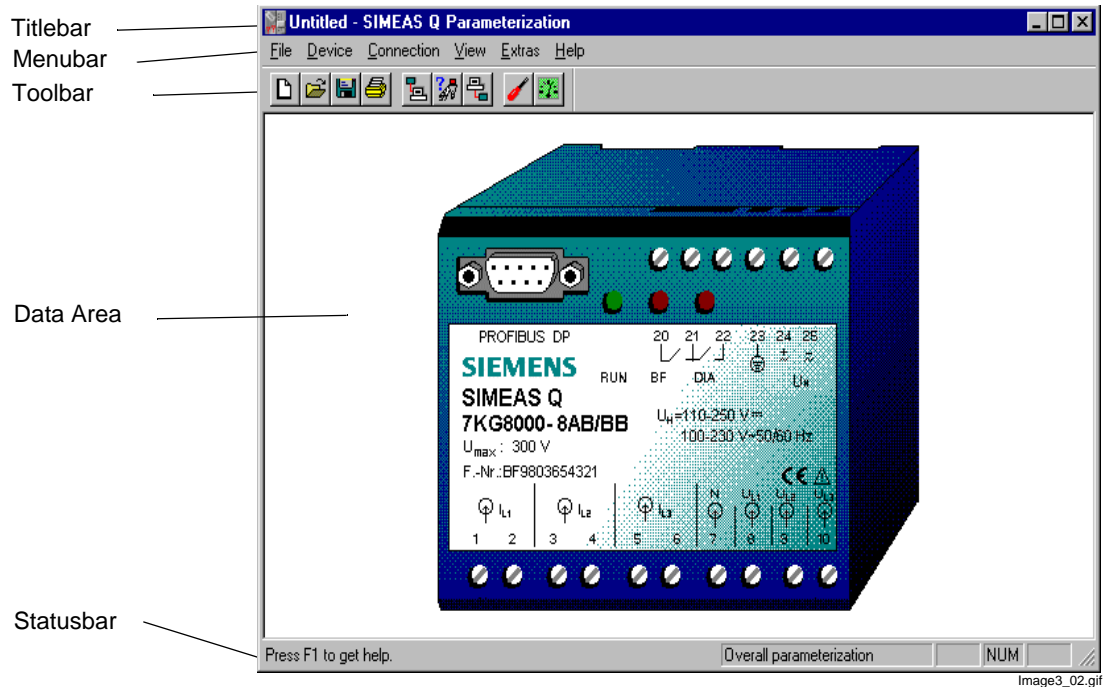 Titlebar
Untitled - SIMEAS Q Parameterization
Menubar
File Device Connection View Extras Help
Toolbar
Data Area
PROFIBUS DP
20 21 22 23 24 25
SIEMENS
RUN BF DIA
UH
SIMEAS Q
7KG8000-8AB/BB
UH=110-250 V
100-230 V~50/60 Hz
Umax: 300 V
F.-Nr.:BF9803654321
CE
IL1 IL2 IL3 N UL1 UL2 UL3
1 2 3 4 5 6 7 8 9 10
Statusbar
Press F1 to get help.
Overall parameterization
NUM
Image3_02.gif